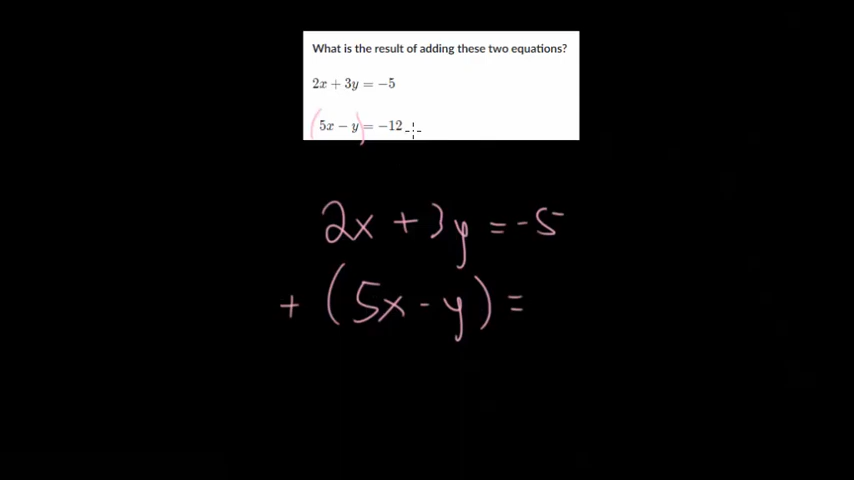 What is the result of adding these two equations?
2x + 3y = −5
(5x − y) = −12
2x + 3y = -5
+ (5x - y) =